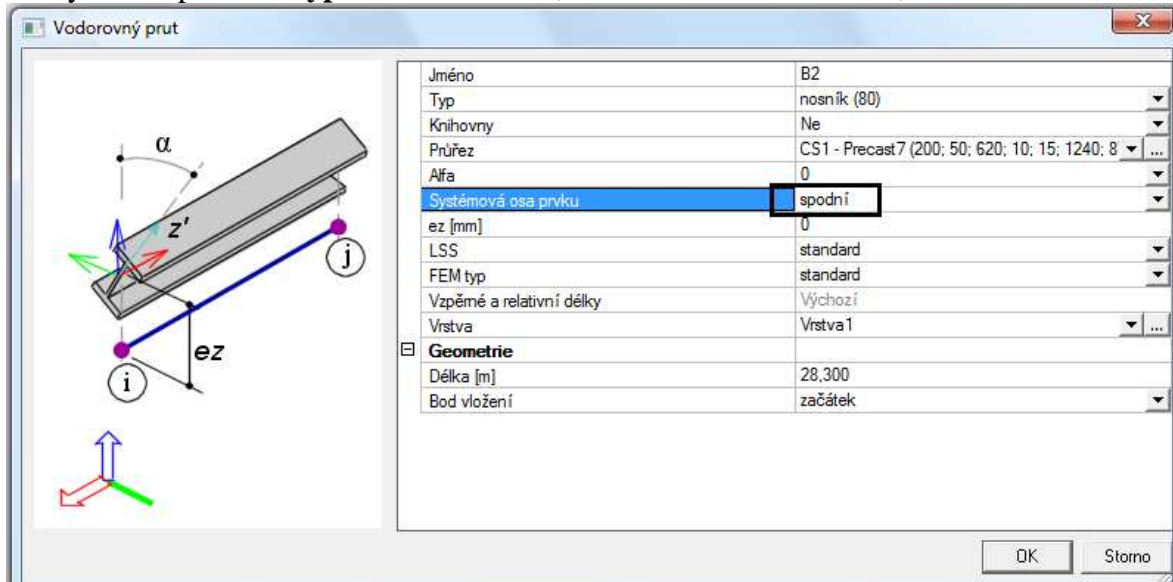 Vodorovný prut
Jméno B2
Typ nosník (80)
Knihovny Ne
Průřez CS1 - Precast7 (200; 50; 620; 10; 15; 1240; 8 ...
Alfa 0
Systémová osa prvku spodní
ez [mm] 0
LSS standard
FEM typ standard
Vzpěrné a relativní délky Výchozí
Vrstva Vrstva1 ...
Geometrie
Délka [m] 28,300
Bod vložení začátek
α
z'
j
ez
i
OK Storno